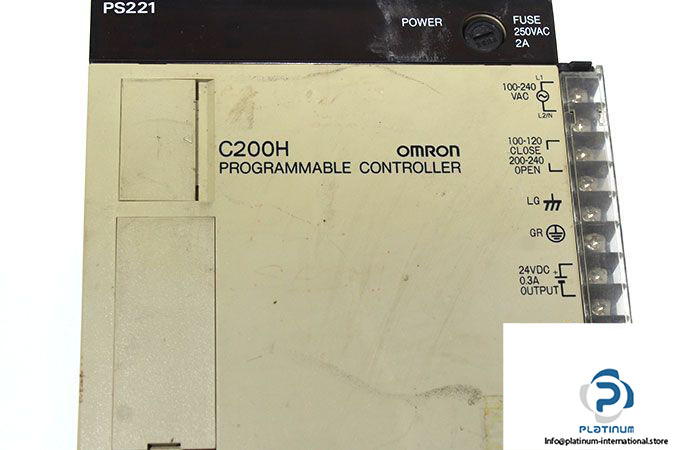 PS221
POWER
FUSE
250VAC
2A
C200H
OMRON
PROGRAMMABLE CONTROLLER
L1
100-240
VAC
L2/N
100-120
CLOSE
200-240
OPEN
LG
GR
24VDC +
0.3A
OUTPUT
PLATINUM
Info@platinum-international.store